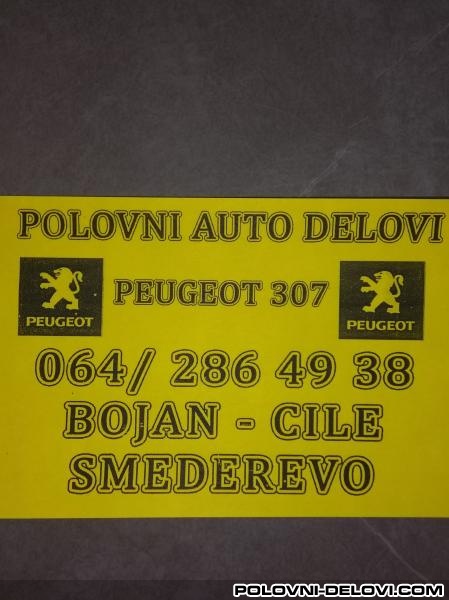 POLOVNI AUTO DELOVI
PEUGEOT PEUGEOT 307 PEUGEOT
064/ 286 49 38
BOJAN - CILE
SMEDEREVO
POLOVNI-DELOVI.COM